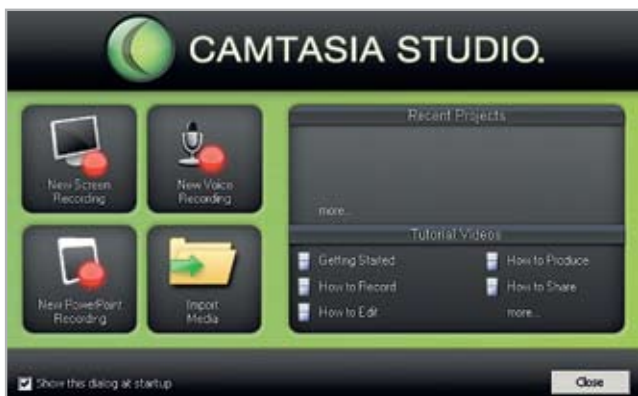 CAMTASIA STUDIO.
New Screen
Recording
New Voice
Recording
New PowerPoint
Recording
Import
Media
Recent Projects
more...
Tutorial Videos
Getting Started
How to Record
How to Edit
How to Produce
How to Share
more...
Show this dialog at startup
Close